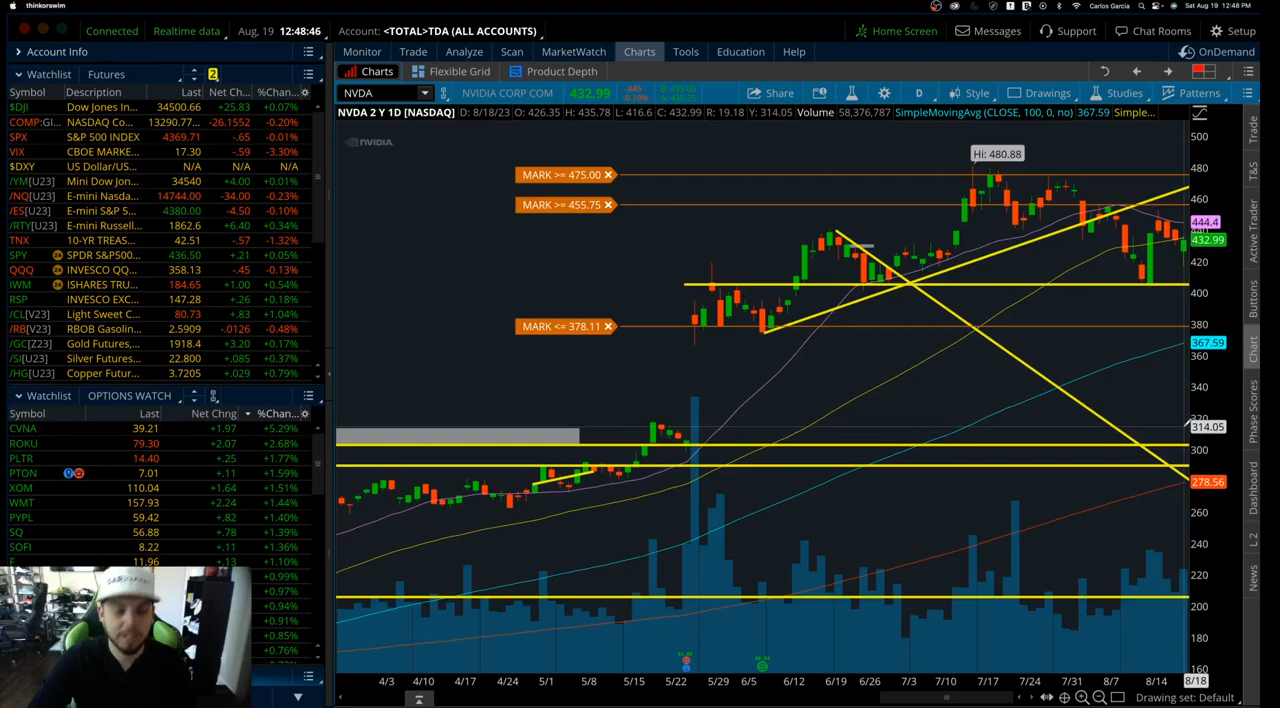 thinkorswim
Carlos Garcia
Sat Aug 19 12:48 PM
Connected
Realtime data
Aug, 19 12:48:46
Account: <TOTAL>TDA (ALL ACCOUNTS)
Home Screen
Messages
Support
Chat Rooms
Setup
Account Info
Monitor Trade Analyze Scan MarketWatch Charts Tools Education Help
OnDemand
Watchlist Futures 2
Charts Flexible Grid Product Depth
Symbol Description Last Net Ch... %Chan...
NVDA NVIDIA CORP COM 432.99 -.45 -0.10%
Share D Style Drawings Studies Patterns
NVDA 2 Y 1D [NASDAQ] D: 8/18/23 O: 426.35 H: 435.78 L: 416.6 C: 432.99 R: 19.18 Y: 314.05 Volume 58,376,787 SimpleMovingAvg (CLOSE, 100, 0, no) 367.59 Simple...
$DJI Dow Jones In... 34500.66 +25.83 +0.07%
COMP:GI... NASDAQ Co... 13290.77... -26.1552 -0.20%
SPX S&P 500 INDEX 4369.71 -.65 -0.01%
VIX CBOE MARKET... 17.30 -.59 -3.30%
$DXY US Dollar/US... N/A N/A N/A
/YM[U23] Mini Dow Jon... 34540 +4.00 +0.01%
/NQ[U23] E-mini Nasda... 14744.00 -34.00 -0.23%
/ES[U23] E-mini S&P 5... 4380.00 -4.50 -0.10%
/RTY[U23] E-mini Russell... 1862.6 +6.40 +0.34%
TNX 10-YR TREAS... 42.51 -.57 -1.32%
SPY 24 SPDR S&P500... 436.50 +.21 +0.05%
QQQ 24 INVESCO QQ... 358.13 -.45 -0.13%
IWM 24 ISHARES TRU... 184.65 +1.00 +0.54%
RSP INVESCO EXC... 147.28 +.26 +0.18%
/CL[V23] Light Sweet C... 80.73 +.83 +1.04%
/RB[V23] RBOB Gasolin... 2.5909 -.0126 -0.48%
/GC[Z23] Gold Futures,... 1918.4 +3.20 +0.17%
/SI[U23] Silver Futures... 22.800 +.085 +0.37%
/HG[U23] Copper Futur... 3.7205 +.029 +0.79%
NVIDIA
Hi: 480.88
MARK >= 475.00
MARK >= 455.75
MARK <= 378.11
500
480
460
444.4
432.99
420
400
380
367.59
360
340
314.05
300
278.56
260
240
220
200
180
160
Watchlist OPTIONS WATCH
Symbol Last Net Chng %Chan...
CVNA 39.21 +1.97 +5.29%
ROKU 79.30 +2.07 +2.68%
PLTR 14.40 +.25 +1.77%
PTON 7.01 +.11 +1.59%
XOM 110.04 +1.64 +1.51%
WMT 157.93 +2.24 +1.44%
PYPL 59.42 +.82 +1.40%
SQ 56.88 +.78 +1.39%
SOFI 8.22 +.11 +1.36%
F 11.96 +.13 +1.10%
+0.99%
+0.97%
+0.94%
+0.91%
+0.85%
+0.76%
4/3 4/10 4/17 4/24 5/1 5/8 5/15 5/22 5/29 6/5 6/12 6/19 6/26 7/3 7/10 7/17 7/24 7/31 8/7 8/14 8/18
Drawing set: Default
Trade
T&S
Active Trader
Buttons
Chart
Phase Scores
Dashboard
L 2
News